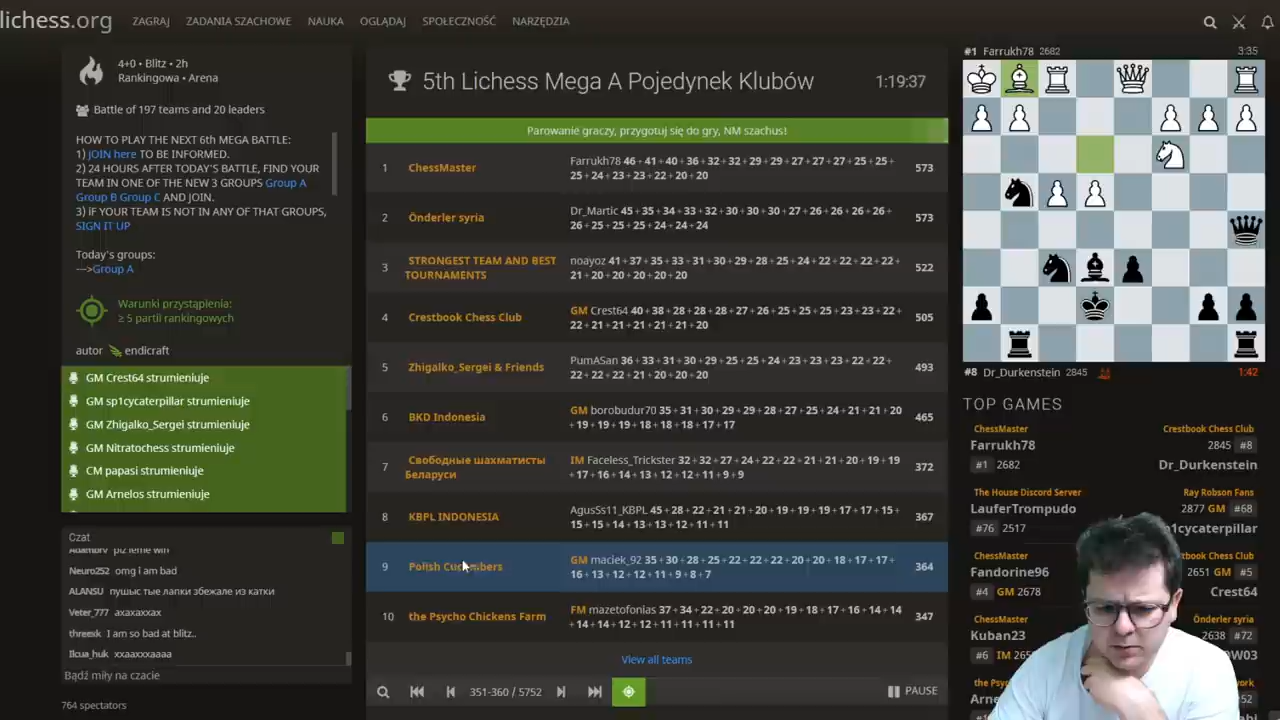 lichess.org ZAGRAJ ZADANIA SZACHOWE NAUKA OGLĄDAJ SPOŁECZNOŚĆ NARZĘDZIA
4+0 • Blitz • 2h
Rankingowa • Arena
Battle of 197 teams and 20 leaders
HOW TO PLAY THE NEXT 6th MEGA BATTLE:
1) JOIN here TO BE INFORMED.
2) 24 HOURS AFTER TODAY'S BATTLE, FIND YOUR
TEAM IN ONE OF THE NEW 3 GROUPS Group A
Group B Group C AND JOIN.
3) iF YOUR TEAM IS NOT IN ANY OF THAT GROUPS,
SIGN IT UP
Today's groups:
--->Group A
Warunki przystąpienia:
≥ 5 partii rankingowych
autor endicraft
GM Crest64 strumieniuje
GM sp1cycaterpillar strumieniuje
GM Zhigalko_Sergei strumieniuje
GM Nitratochess strumieniuje
CM papasi strumieniuje
GM Arnelos strumieniuje
Czat
Adambrv plz leme win
Neuro252 omg i am bad
ALANSU пушыс тые лапки збежале из катки
Veter_777 axaxaxxax
threesk I am so bad at blitz..
Ilcua_huk xxaaxxxaaaa
Bądź miły na czacie
764 spectators
5th Lichess Mega A Pojedynek Klubów 1:19:37
Parowanie graczy, przygotuj się do gry, NM szachus!
1 ChessMaster Farrukh78 46 + 41 + 40 + 36 + 32 + 32 + 29 + 29 + 27 + 27 + 27 + 25 + 25 +
25 + 24 + 23 + 23 + 22 + 20 + 20 573
2 Önderler syria Dr_Martic 45 + 35 + 34 + 33 + 32 + 30 + 30 + 30 + 27 + 26 + 26 + 26 +
26 + 25 + 25 + 25 + 24 + 24 + 24 573
3 STRONGEST TEAM AND BEST
TOURNAMENTS noayoz 41 + 37 + 35 + 33 + 31 + 30 + 29 + 28 + 25 + 24 + 22 + 22 + 22 +
21 + 20 + 20 + 20 + 20 + 20 522
4 Crestbook Chess Club GM Crest64 40 + 38 + 28 + 28 + 28 + 27 + 26 + 25 + 25 + 25 + 23 + 23 + 22 +
22 + 21 + 21 + 21 + 21 + 21 + 20 505
5 Zhigalko_Sergei & Friends PumASan 36 + 33 + 31 + 30 + 29 + 25 + 25 + 24 + 23 + 23 + 23 + 22 + 22 +
22 + 22 + 22 + 21 + 20 + 20 + 20 493
6 BKD Indonesia GM borobudur70 35 + 31 + 30 + 29 + 29 + 28 + 27 + 25 + 24 + 21 + 21 + 20
+ 19 + 19 + 19 + 18 + 18 + 18 + 17 + 17 465
7 Свободные шахматисты
Беларуси IM Faceless_Trickster 32 + 32 + 27 + 24 + 22 + 22 + 21 + 21 + 20 + 19 + 19
+ 17 + 16 + 14 + 13 + 12 + 12 + 11 + 9 + 9 372
8 KBPL INDONESIA AgusSs11_KBPL 45 + 28 + 22 + 21 + 20 + 19 + 19 + 19 + 17 + 17 + 15 +
15 + 15 + 14 + 13 + 13 + 12 + 11 + 11 367
9 Polish Cucumbers GM maciek_92 35 + 30 + 28 + 25 + 22 + 22 + 22 + 20 + 20 + 18 + 17 + 17 +
16 + 13 + 12 + 12 + 11 + 9 + 8 + 7 364
10 the Psycho Chickens Farm FM mazetofonias 37 + 34 + 22 + 20 + 20 + 20 + 19 + 18 + 17 + 16 + 14 + 14
+ 14 + 14 + 12 + 12 + 11 + 11 + 11 + 11 347
View all teams
351-360 / 5752 PAUSE
#1 Farrukh78 2682 3:35
#8 Dr_Durkenstein 2845 1:42
TOP GAMES
ChessMaster Crestbook Chess Club
Farrukh78 2845 #8
#1 2682 Dr_Durkenstein
The House Discord Server Ray Robson Fans
LauferTrompudo 2877 GM #68
#76 2517 1cycaterpillar
ChessMaster Crestbook Chess Club
Fandorine96 2651 GM #5
#4 GM 2678 Crest64
ChessMaster Önderler syria
Kuban23 2638 #72
#6 IM 265 W03
the Psyc work
Arne 52